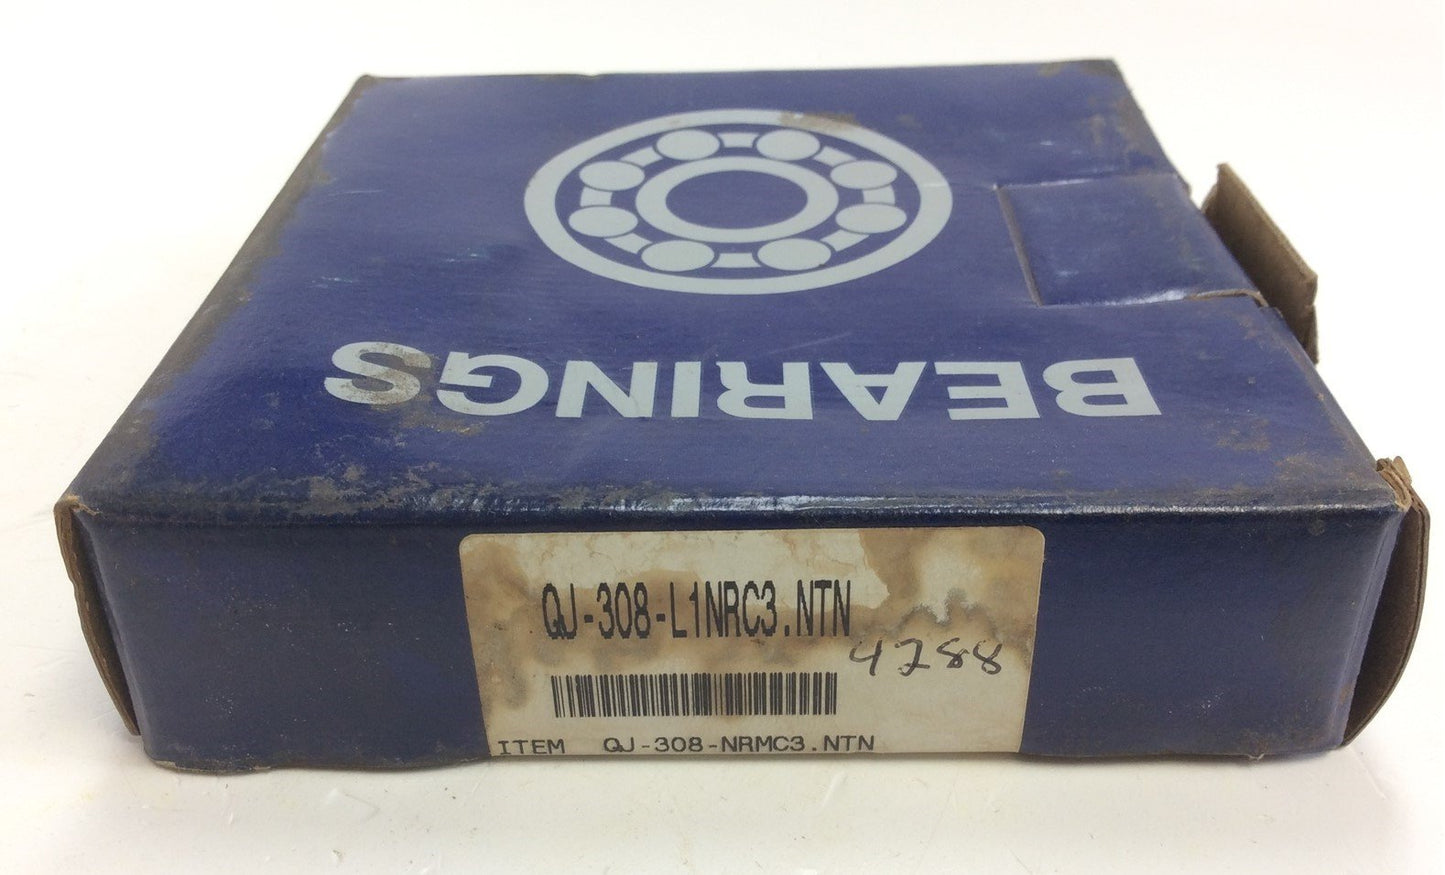 BEARINGS
QJ-308-L1NRC3.NTN
4288
ITEM QJ-308-NRMC3.NTN